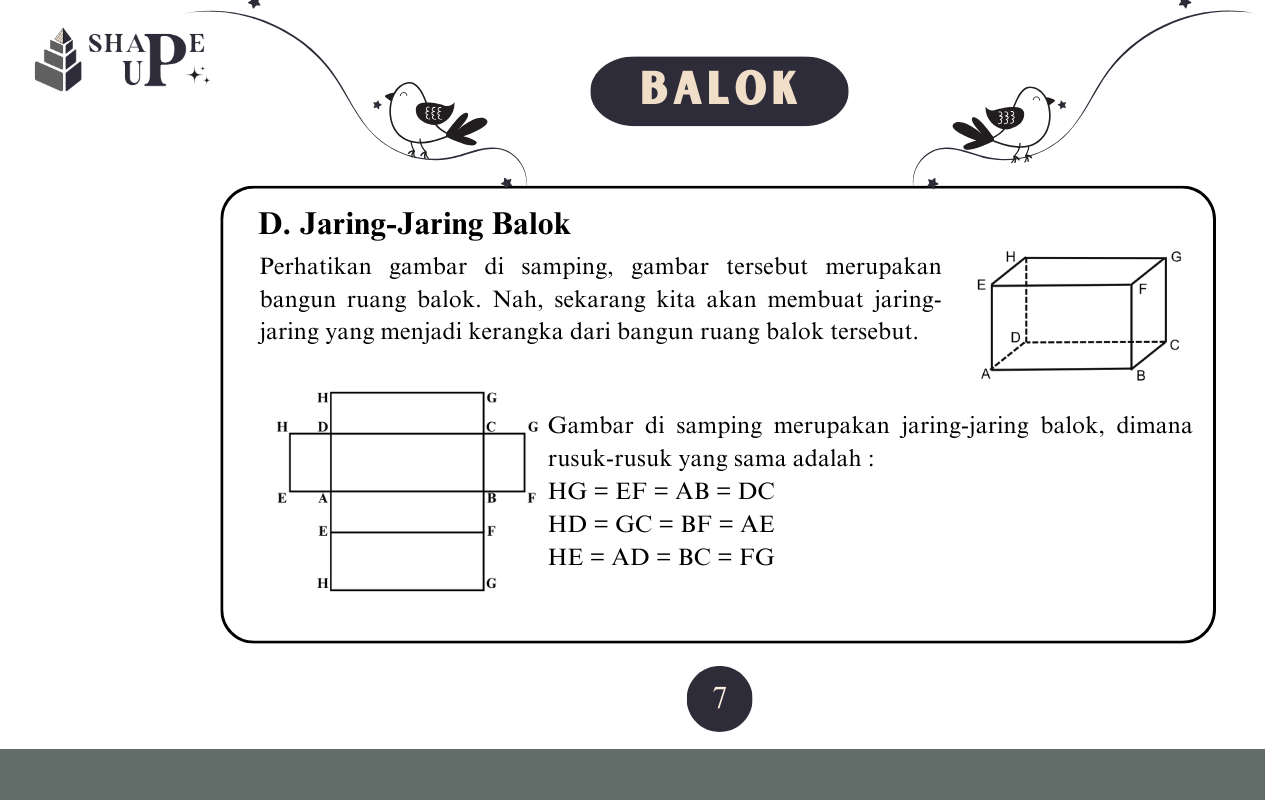 SHAPE
UP
BALOK
D. Jaring-Jaring Balok
Perhatikan gambar di samping, gambar tersebut merupakan
bangun ruang balok. Nah, sekarang kita akan membuat jaring-
jaring yang menjadi kerangka dari bangun ruang balok tersebut.
H G
E F
D C
A B
H G
H D C G
E A B F
E F
H G
Gambar di samping merupakan jaring-jaring balok, dimana
rusuk-rusuk yang sama adalah :
HG = EF = AB = DC
HD = GC = BF = AE
HE = AD = BC = FG
7